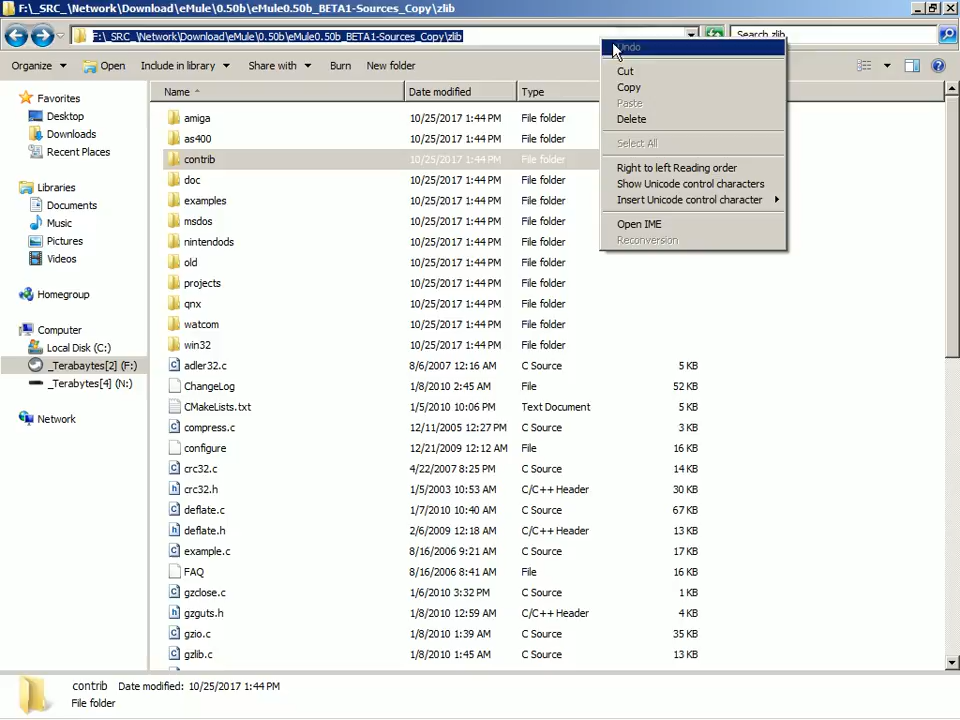 F:\_SRC_\Network\Download\eMule\0.50b\eMule0.50b_BETA1-Sources_Copy\zlib
F:\_SRC_\Network\Download\eMule\0.50b\eMule0.50b_BETA1-Sources_Copy\zlib
Search zlib
Organize Open Include in library Share with Burn New folder
Undo
Cut
Copy
Paste
Delete
Select All
Right to left Reading order
Show Unicode control characters
Insert Unicode control character
Open IME
Reconversion
Favorites
Desktop
Downloads
Recent Places
Libraries
Documents
Music
Pictures
Videos
Homegroup
Computer
Local Disk (C:)
_Terabaytes[2] (F:)
_Terabytes[4] (N:)
Network
Name Date modified Type
amiga 10/25/2017 1:44 PM File folder
as400 10/25/2017 1:44 PM File folder
contrib 10/25/2017 1:44 PM File folder
doc 10/25/2017 1:44 PM File folder
examples 10/25/2017 1:44 PM File folder
msdos 10/25/2017 1:44 PM File folder
nintendods 10/25/2017 1:44 PM File folder
old 10/25/2017 1:44 PM File folder
projects 10/25/2017 1:44 PM File folder
qnx 10/25/2017 1:44 PM File folder
watcom 10/25/2017 1:44 PM File folder
win32 10/25/2017 1:44 PM File folder
adler32.c 8/6/2007 12:16 AM C Source 5 KB
ChangeLog 1/8/2010 2:45 AM File 52 KB
CMakeLists.txt 1/5/2010 10:06 PM Text Document 5 KB
compress.c 12/11/2005 12:27 PM C Source 3 KB
configure 12/21/2009 12:12 AM File 16 KB
crc32.c 4/22/2007 8:25 PM C Source 14 KB
crc32.h 1/5/2003 10:53 AM C/C++ Header 30 KB
deflate.c 1/7/2010 10:40 AM C Source 67 KB
deflate.h 2/6/2009 12:18 AM C/C++ Header 13 KB
example.c 8/16/2006 9:21 AM C Source 17 KB
FAQ 8/16/2006 8:41 AM File 16 KB
gzclose.c 1/6/2010 3:32 PM C Source 1 KB
gzguts.h 1/8/2010 12:59 AM C/C++ Header 4 KB
gzio.c 1/8/2010 1:39 AM C Source 35 KB
gzlib.c 1/8/2010 1:45 AM C Source 13 KB
contrib Date modified: 10/25/2017 1:44 PM
File folder